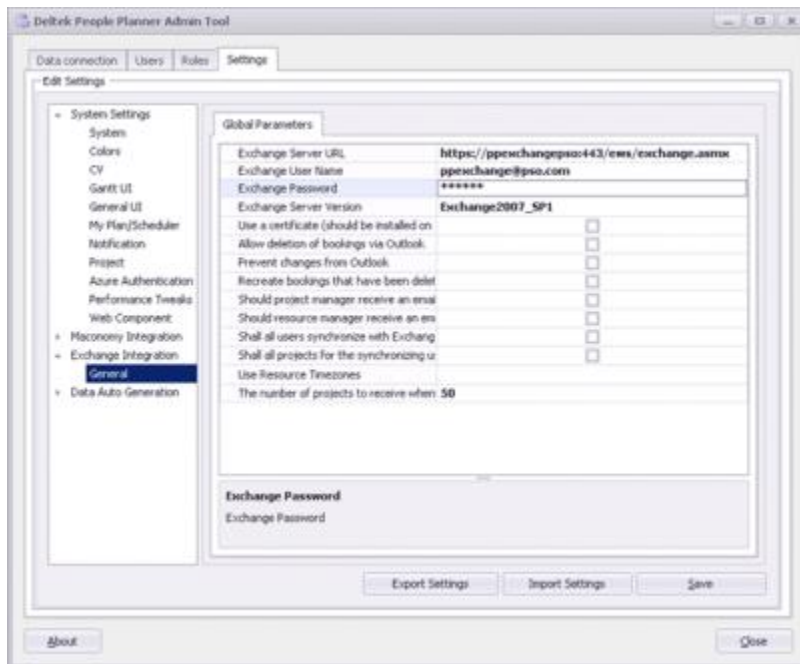 Deltek People Planner Admin Tool
Data connection Users Roles Settings
Edit Settings
System Settings
System
Colors
CV
Gantt UI
General UI
My Plan/Scheduler
Notification
Project
Azure Authentication
Performance Tweaks
Web Component
Maconomy Integration
Exchange Integration
General
Data Auto Generation
Global Parameters
Exchange Server URL https://ppexchangepso:443/ews/exchange.asmx
Exchange User Name ppexchange@pso.com
Exchange Password ******
Exchange Server Version Exchange2007_SP1
Use a certificate (should be installed on
Allow deletion of bookings via Outlook
Prevent changes from Outlook
Recreate bookings that have been delet
Should project manager receive an emai
Should resource manager receive an em
Shall all users synchronize with Exchang
Shall all projects for the synchronizing u
Use Resource Timezones
The number of projects to receive when 50
Exchange Password
Exchange Password
Export Settings Import Settings Save
About Close